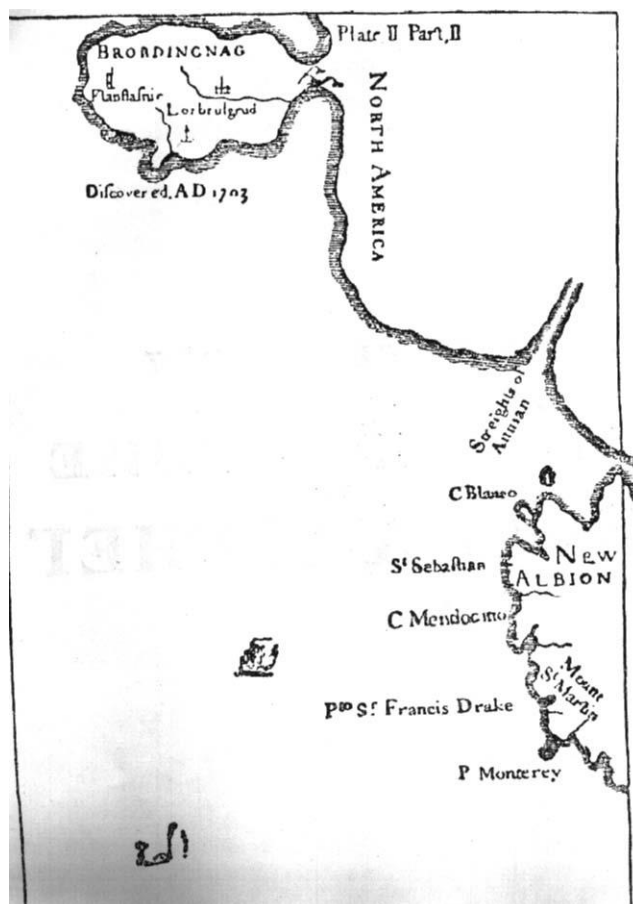 Plate II Part, II
BROBDINGNAG
Flanflaſnic
Lorbrulgrud
Diſcovered, AD 1703
NORTH AMERICA
Streights of
Annian
C Blanco
St Sebaſtian
NEW
ALBION
C Mendocino
Mount
St Martin
Pto Sr Francis Drake
P Monterey